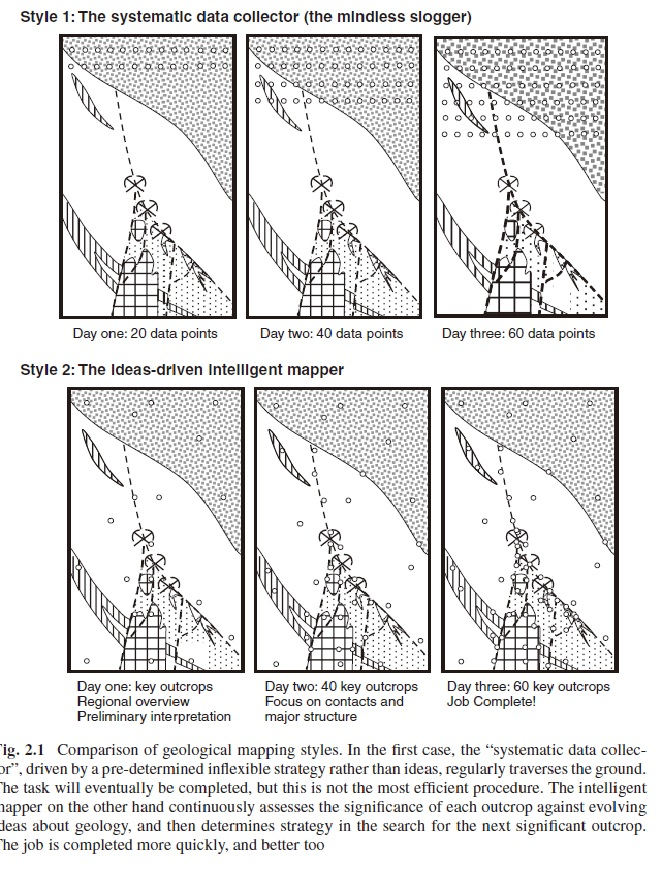 Style 1: The systematic data collector (the mindless slogger)
Day one: 20 data points
Day two: 40 data points
Day three: 60 data points
Style 2: The ideas-driven intelligent mapper
Day one: key outcrops
Regional overview
Preliminary interpretation
Day two: 40 key outcrops
Focus on contacts and
major structure
Day three: 60 key outcrops
Job Complete!
ig. 2.1 Comparison of geological mapping styles. In the first case, the “systematic data collec-
or”, driven by a pre-determined inflexible strategy rather than ideas, regularly traverses the ground.
he task will eventually be completed, but this is not the most efficient procedure. The intelligent
mapper on the other hand continuously assesses the significance of each outcrop against evolving
deas about geology, and then determines strategy in the search for the next significant outcrop.
he job is completed more quickly, and better too